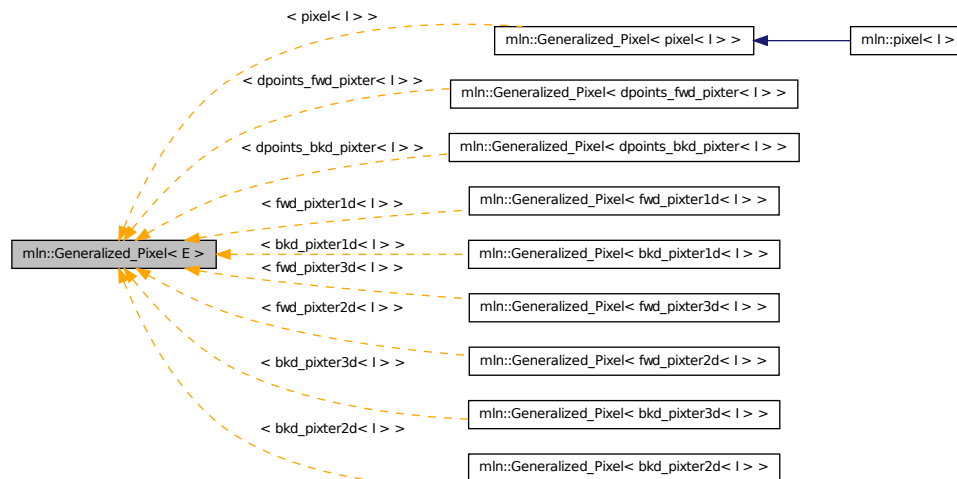 < pixel< I > >
mln::Generalized_Pixel< pixel< I > >
mln::pixel< I >
< dpoints_fwd_pixter< I > >
mln::Generalized_Pixel< dpoints_fwd_pixter< I > >
< dpoints_bkd_pixter< I > >
mln::Generalized_Pixel< dpoints_bkd_pixter< I > >
< fwd_pixter1d< I > >
mln::Generalized_Pixel< fwd_pixter1d< I > >
mln::Generalized_Pixel< E >
< bkd_pixter1d< I > >
mln::Generalized_Pixel< bkd_pixter1d< I > >
< fwd_pixter3d< I > >
mln::Generalized_Pixel< fwd_pixter3d< I > >
< fwd_pixter2d< I > >
mln::Generalized_Pixel< fwd_pixter2d< I > >
< bkd_pixter3d< I > >
mln::Generalized_Pixel< bkd_pixter3d< I > >
< bkd_pixter2d< I > >
mln::Generalized_Pixel< bkd_pixter2d< I > >